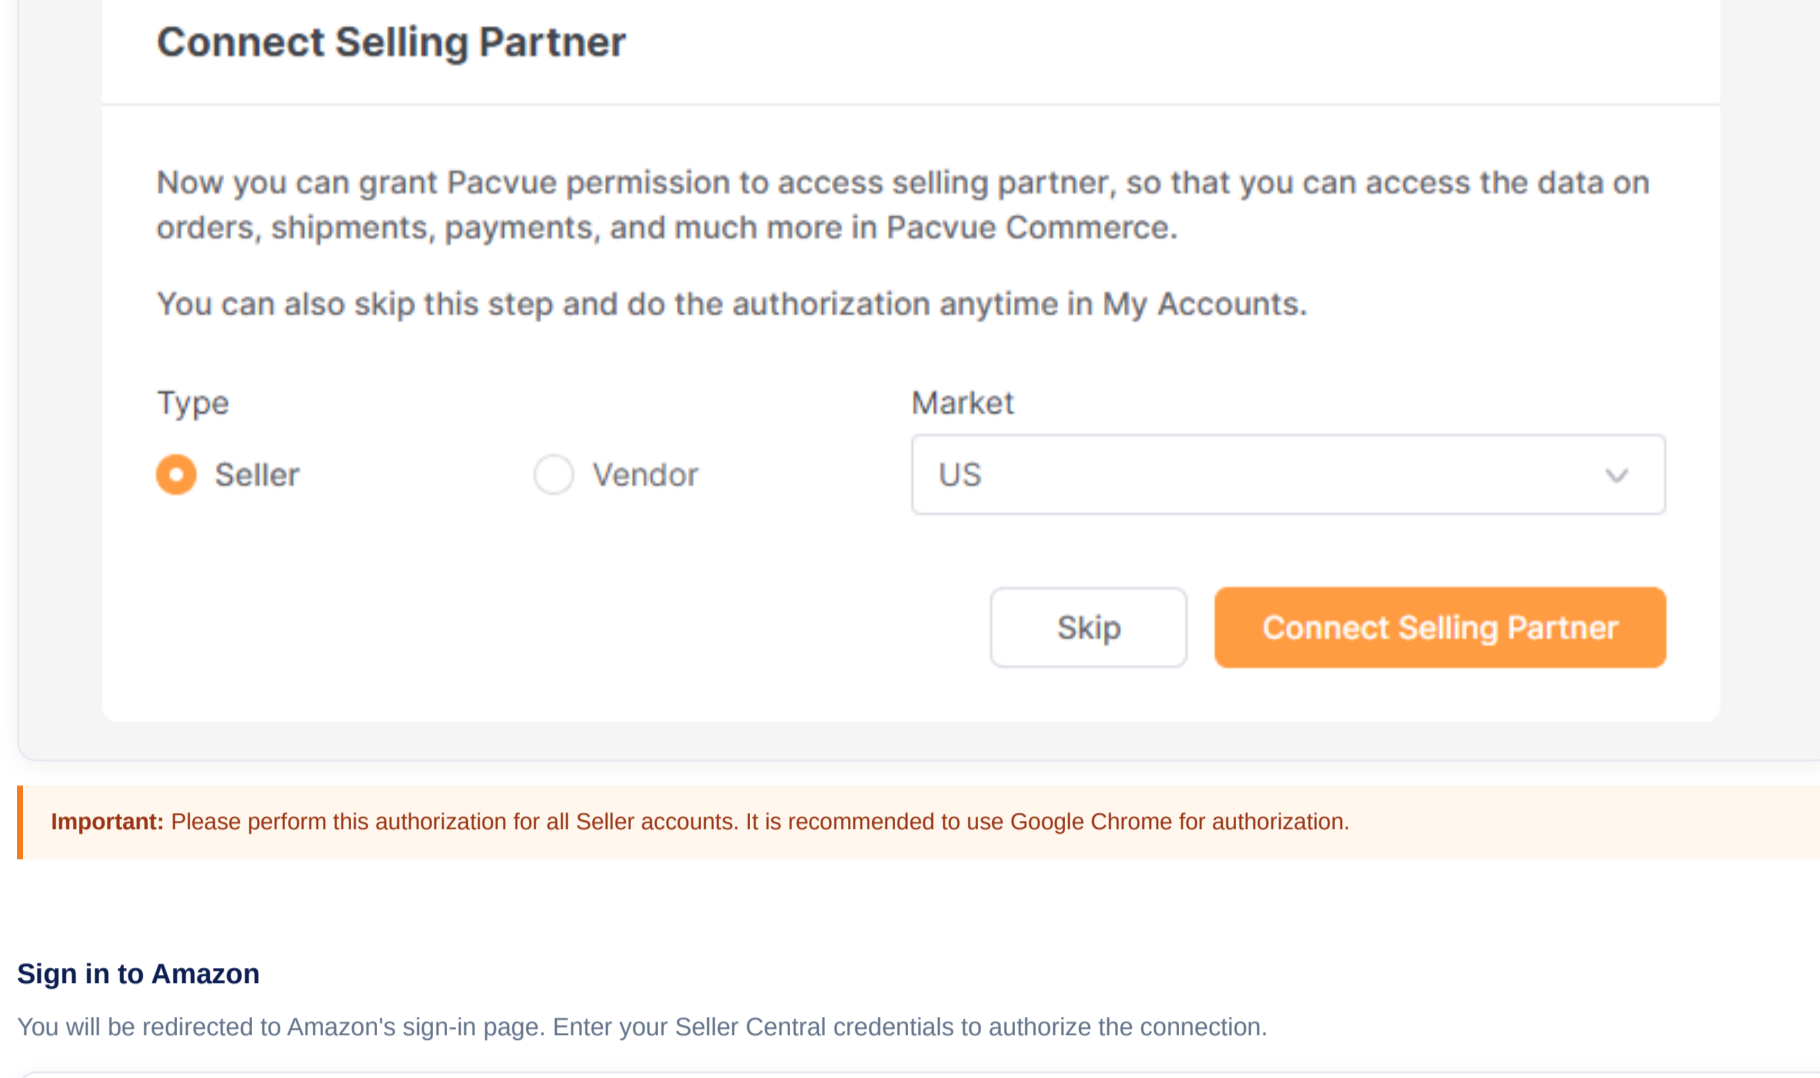 Connect Selling Partner
Now you can grant Pacvue permission to access selling partner, so that you can access the data on
orders, shipments, payments, and much more in Pacvue Commerce.
You can also skip this step and do the authorization anytime in My Accounts.
Type
Market
Seller
Vendor
US
Skip
Connect Selling Partner
Important: Please perform this authorization for all Seller accounts. It is recommended to use Google Chrome for authorization.
Sign in to Amazon
You will be redirected to Amazon's sign-in page. Enter your Seller Central credentials to authorize the connection.